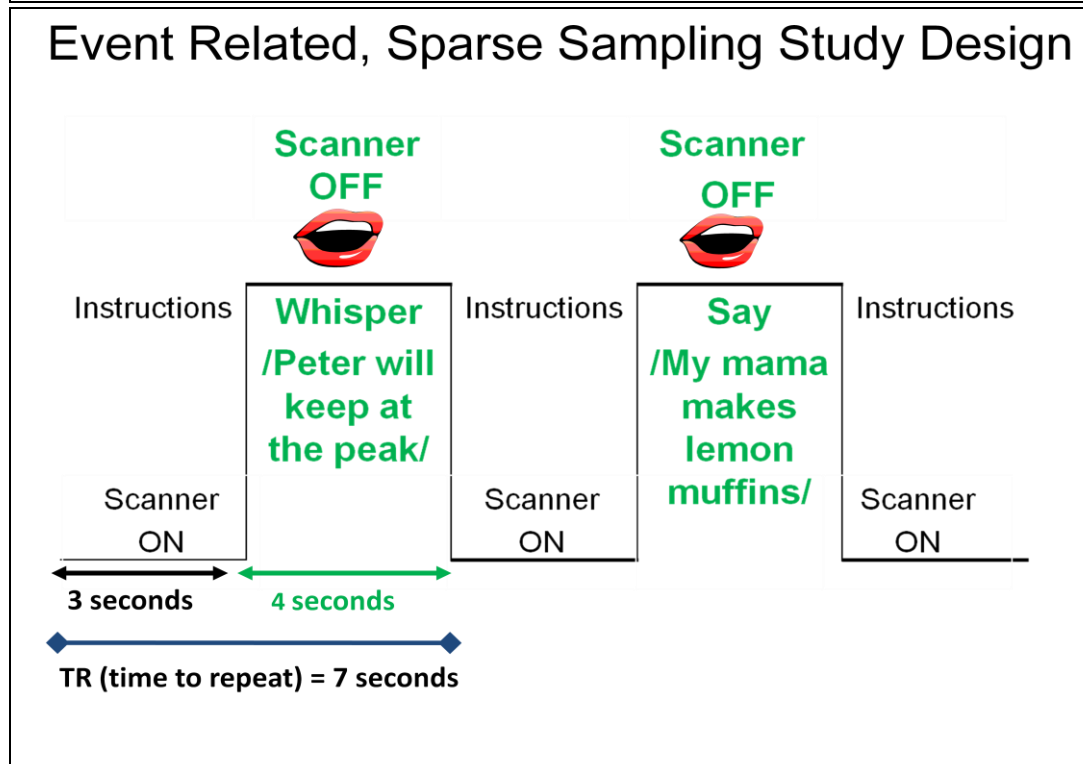 Event Related, Sparse Sampling Study Design
Scanner
OFF
Scanner
OFF
Instructions
Whisper
/Peter will
keep at
the peak/
Instructions
Say
/My mama
makes
lemon
muffins/
Instructions
Scanner
ON
Scanner
ON
Scanner
ON
3 seconds
4 seconds
TR (time to repeat) = 7 seconds